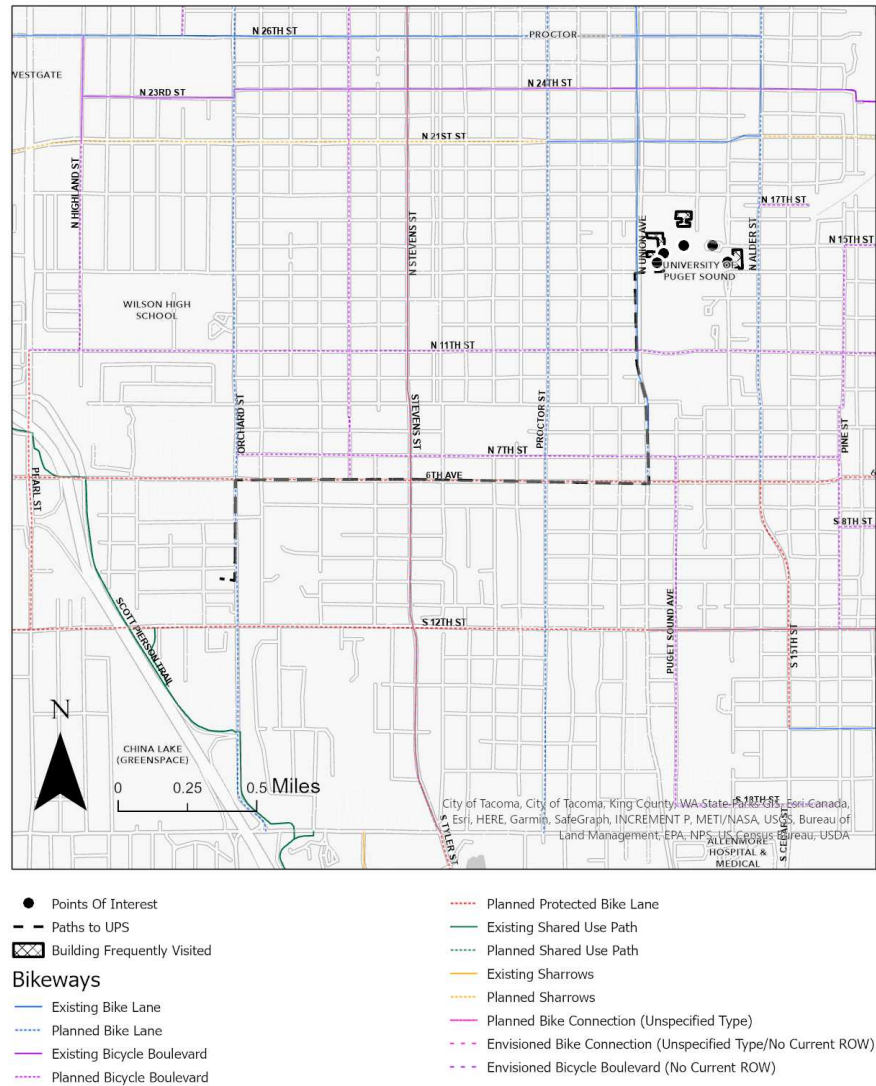 N 26TH ST
PROCTOR
WESTGATE
N 24TH ST
N 23RD ST
N 21ST ST
N HIGHLAND ST
N 17TH ST
N STEVENS ST
N UNION AVE
N ALDER ST
N 15TH ST
UNIVERSITY OF
PUGET SOUND
WILSON HIGH
SCHOOL
N 11TH ST
ORCHARD ST
STEVENS ST
PROCTOR ST
PINE ST
N 7TH ST
PEARL ST
6TH AVE
6
S 8TH ST
SCOTT PIERSON TRAIL
S 12TH ST
PUGET SOUND AVE
S 15TH ST
N
CHINA LAKE
(GREENSPACE)
0 0.25 0.5 Miles
S 18TH ST
City of Tacoma, City of Tacoma, King County, WA State Parks GIS, Esri Canada,
Esri, HERE, Garmin, SafeGraph, INCREMENT P, METI/NASA, USGS, Bureau of
Land Management, EPA, NPS, US Census Bureau, USDA
S TYLER ST
ALLENMORE
HOSPITAL &
MEDICAL
S CEDAR ST
Points Of Interest
Paths to UPS
Building Frequently Visited
Bikeways
Existing Bike Lane
Planned Bike Lane
Existing Bicycle Boulevard
Planned Bicycle Boulevard
Planned Protected Bike Lane
Existing Shared Use Path
Planned Shared Use Path
Existing Sharrows
Planned Sharrows
Planned Bike Connection (Unspecified Type)
Envisioned Bike Connection (Unspecified Type/No Current ROW)
Envisioned Bicycle Boulevard (No Current ROW)